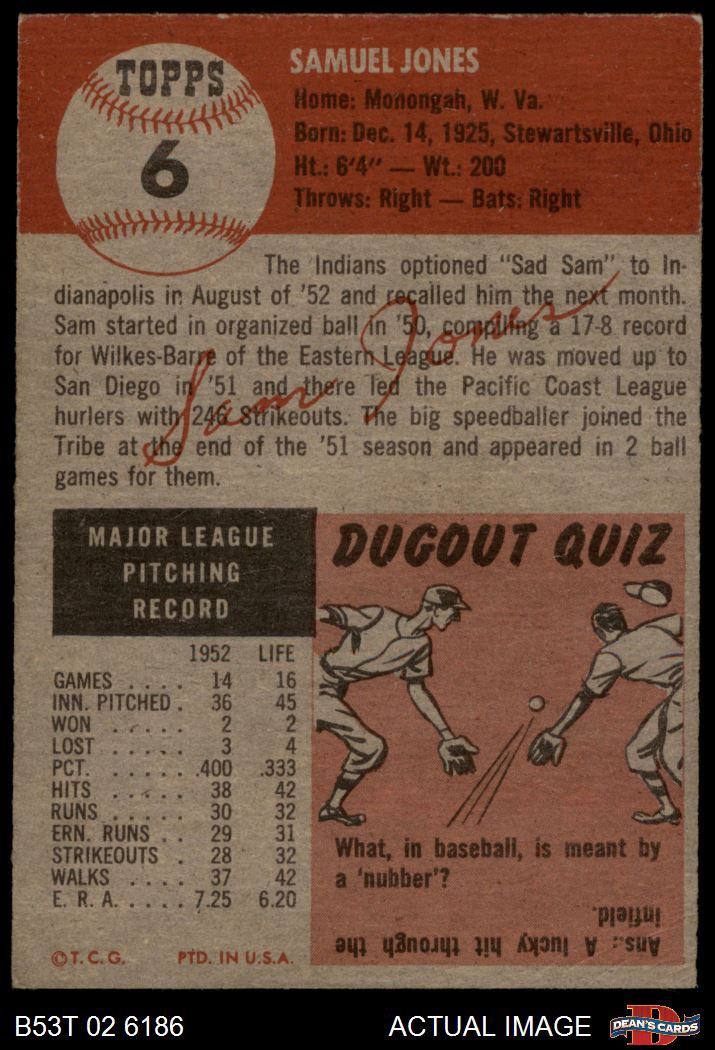 TOPPS
6
SAMUEL JONES
Home: Monongah, W. Va.
Born: Dec. 14, 1925, Stewartsville, Ohio
Ht.: 6'4" — Wt.: 200
Throws: Right — Bats: Right
The Indians optioned "Sad Sam" to In-
dianapolis in August of '52 and recalled him the next month.
Sam started in organized ball in '50, compiling a 17-8 record
for Wilkes-Barre of the Eastern League. He was moved up to
San Diego in '51 and there led the Pacific Coast League
hurlers with 246 Strikeouts. The big speedballer joined the
Tribe at the end of the '51 season and appeared in 2 ball
games for them.
Sam Jones
MAJOR LEAGUE
PITCHING
RECORD
1952 LIFE
GAMES .... 14 16
INN. PITCHED . 36 45
WON ...... 2 2
LOST ...... 3 4
PCT. ...... .400 .333
HITS ...... 38 42
RUNS ..... 30 32
ERN. RUNS .. 29 31
STRIKEOUTS . 28 32
WALKS .... 37 42
E. R. A. ..... 7.25 6.20
© T. C. G. PTD. IN U.S.A.
DUGOUT QUIZ
What, in baseball, is meant by
a 'nubber'?
Ans.: A lucky hit through the
infield.
B53T 02 6186
ACTUAL IMAGE
D
DEAN'S CARDS